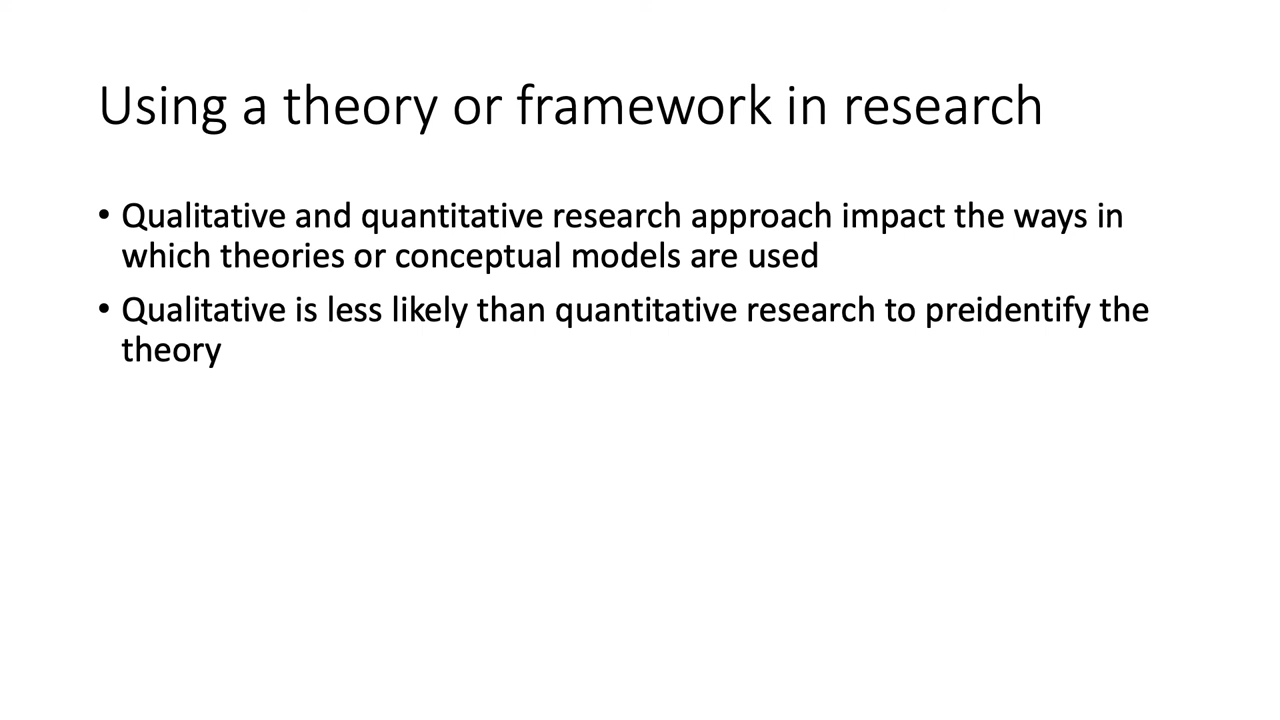 Using a theory or framework in research
• Qualitative and quantitative research approach impact the ways in
which theories or conceptual models are used
• Qualitative is less likely than quantitative research to preidentify the
theory